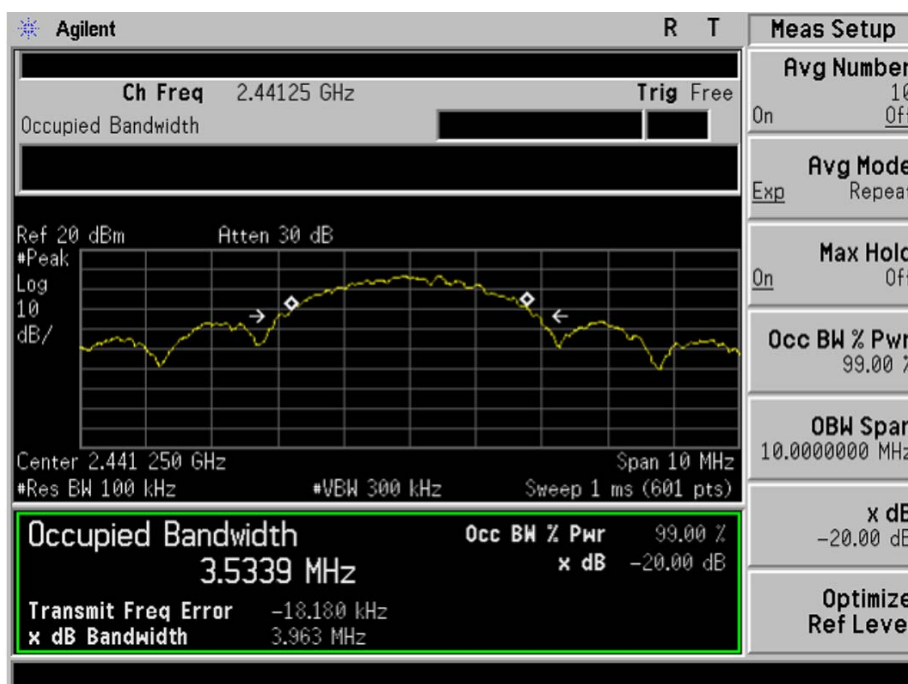 Agilent R T
Meas Setup
Ch Freq 2.44125 GHz Trig Free
Occupied Bandwidth
Avg Number
10
On Off
Avg Mode
Exp Repeat
Max Hold
On Off
Occ BW % Pwr
99.00 %
OBW Span
10.0000000 MHz
x dB
-20.00 dB
Optimize
Ref Level
Ref 20 dBm Atten 30 dB
#Peak
Log
10
dB/
Center 2.441 250 GHz Span 10 MHz
#Res BW 100 kHz #VBW 300 kHz Sweep 1 ms (601 pts)
Occupied Bandwidth Occ BW % Pwr 99.00 %
3.5339 MHz x dB -20.00 dB
Transmit Freq Error -18.180 kHz
x dB Bandwidth 3.963 MHz